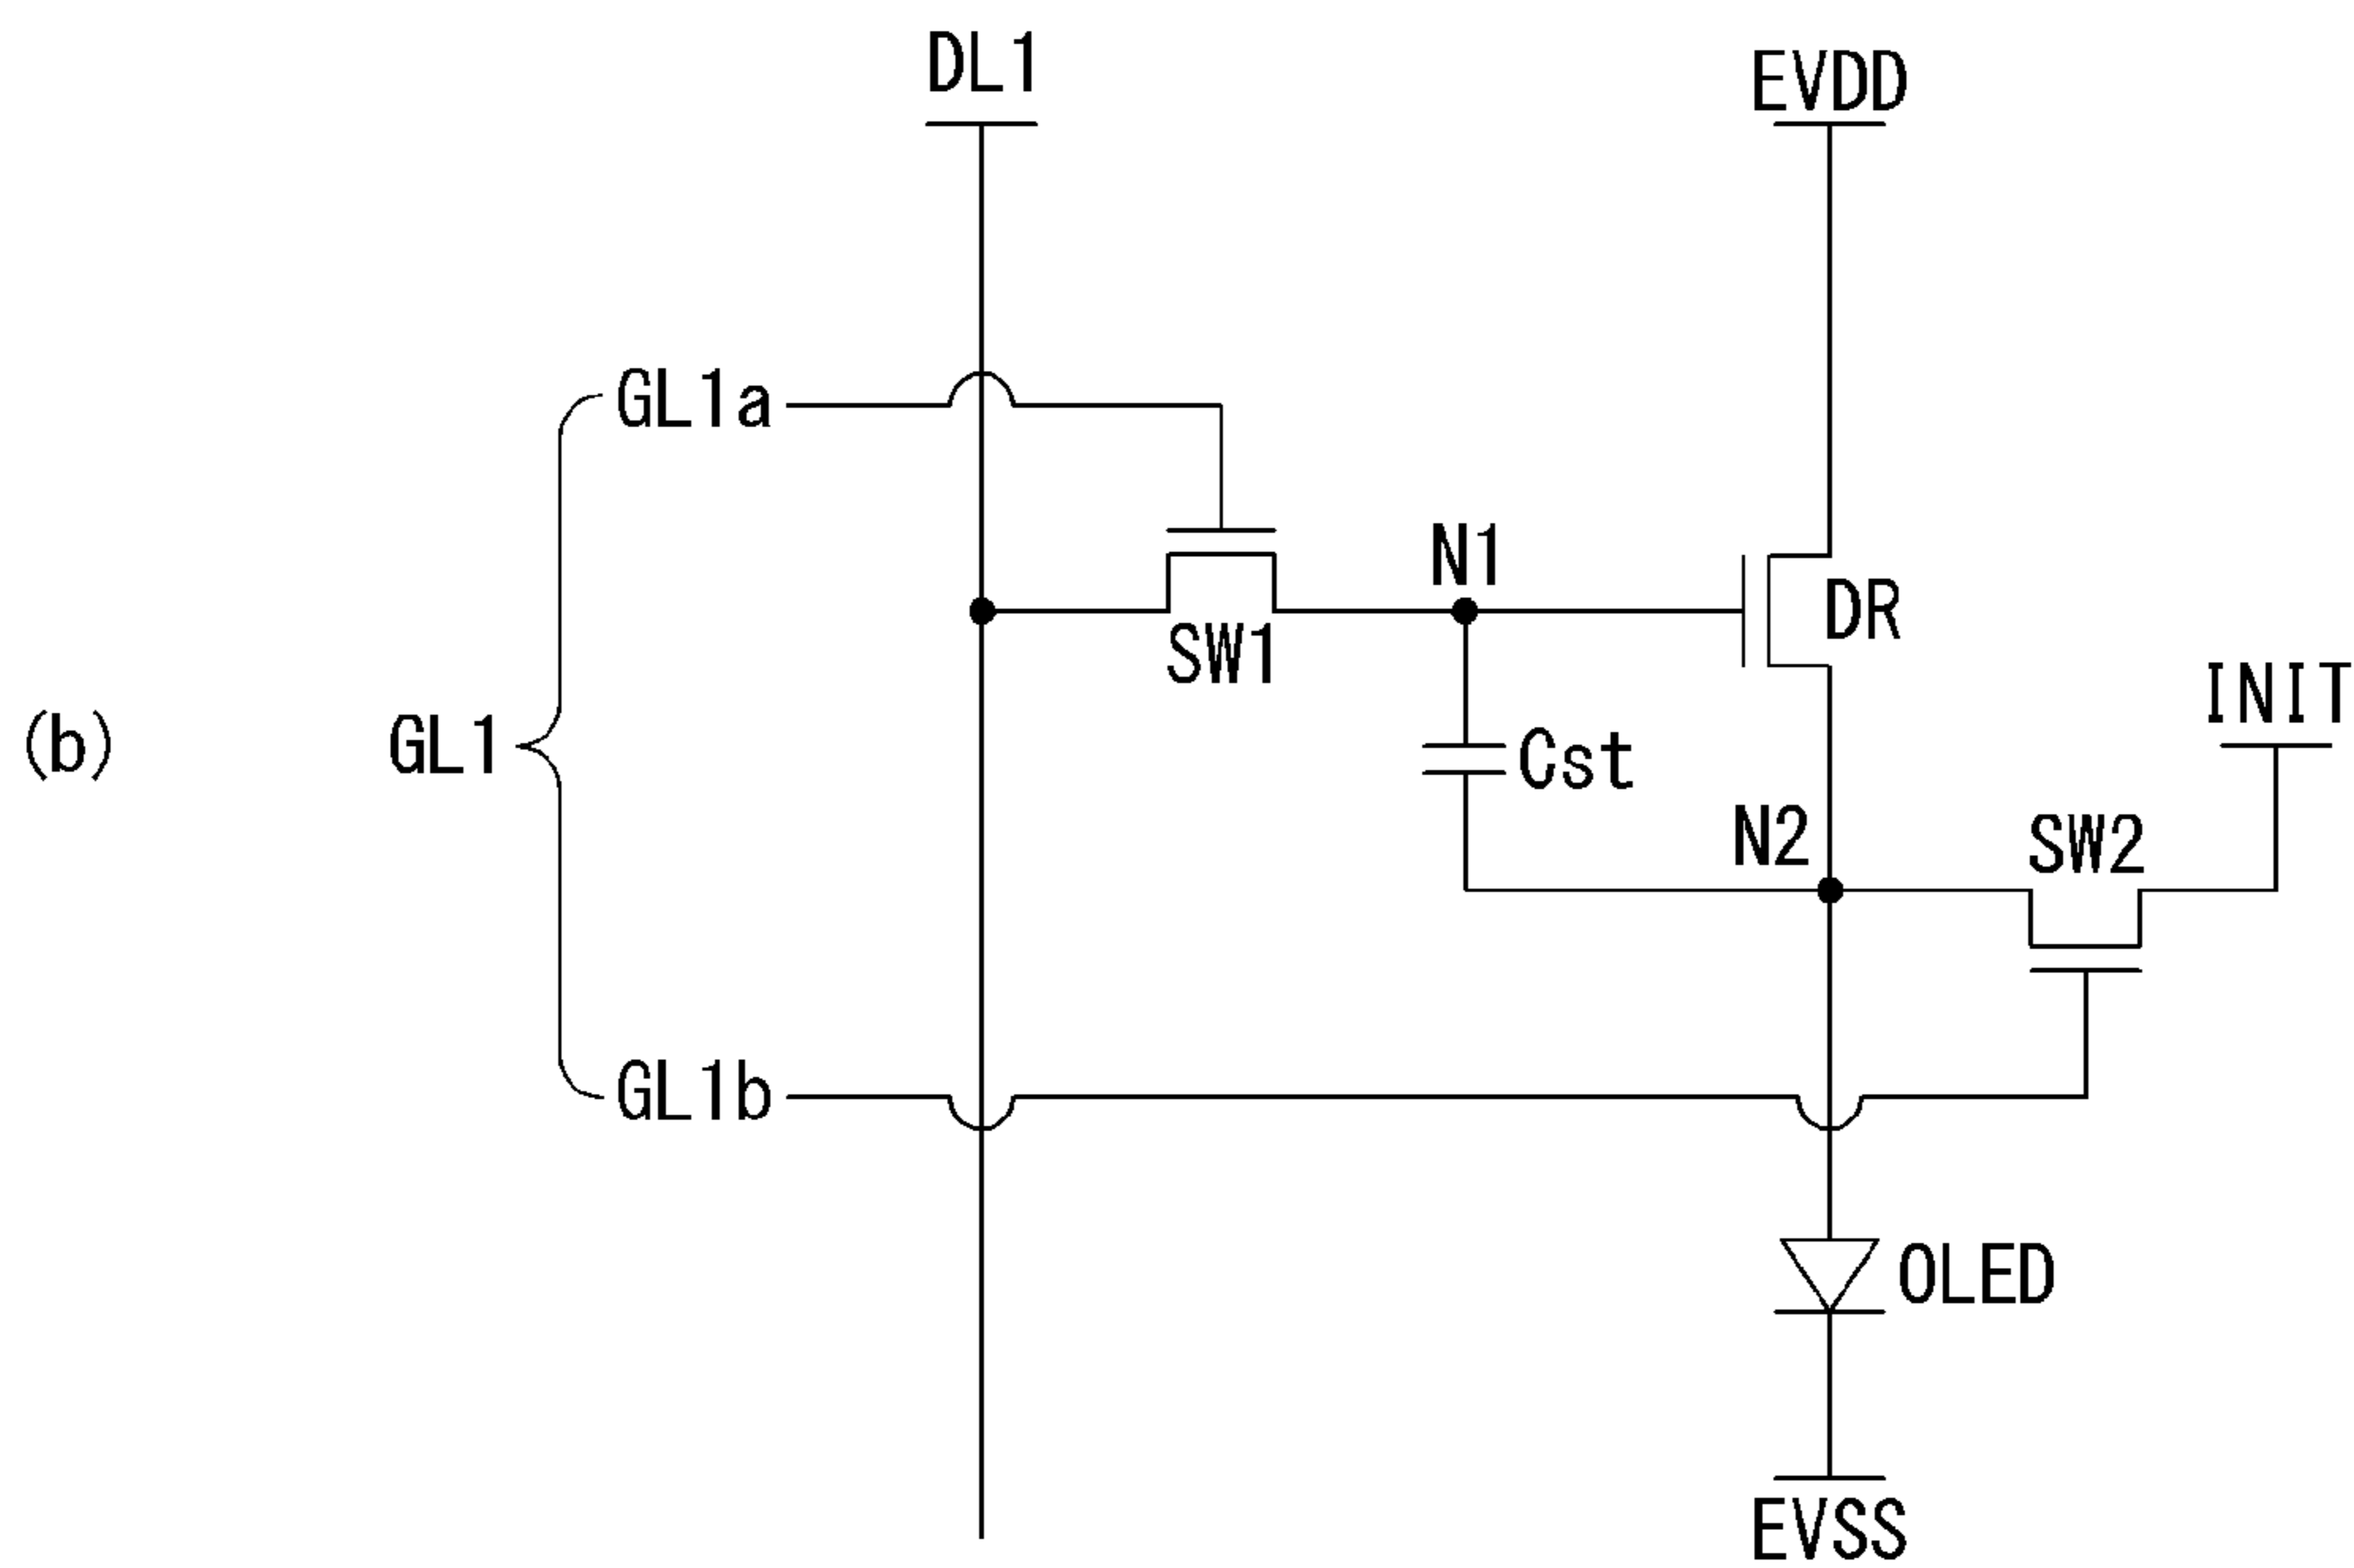 DL1
EVDD
GL1a
N1
DR
SW1
INIT
(b)
GL1
Cst
N2
SW2
GL1b
OLED
EVSS